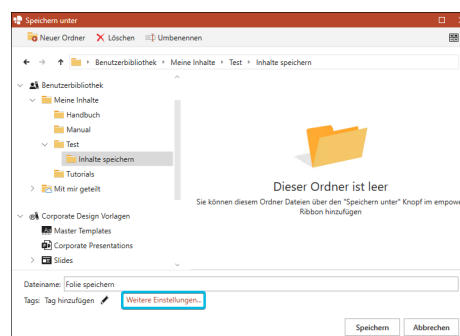 Speichern unter
Neuer Ordner Löschen Umbenennen
Benutzerbibliothek Meine Inhalte Test Inhalte speichern
Benutzerbibliothek
Meine Inhalte
Handbuch
Manual
Test
Inhalte speichern
Tutorials
Mit mir geteilt
Corporate Design Vorlagen
Master Templates
Corporate Presentations
Slides
Dieser Ordner ist leer
Sie können diesem Ordner Dateien über den "Speichern unter" Knopf im empowe
Ribbon hinzufügen
Dateiname: Folie speichern
Tags: Tag hinzufügen Weitere Einstellungen...
Speichern Abbrechen